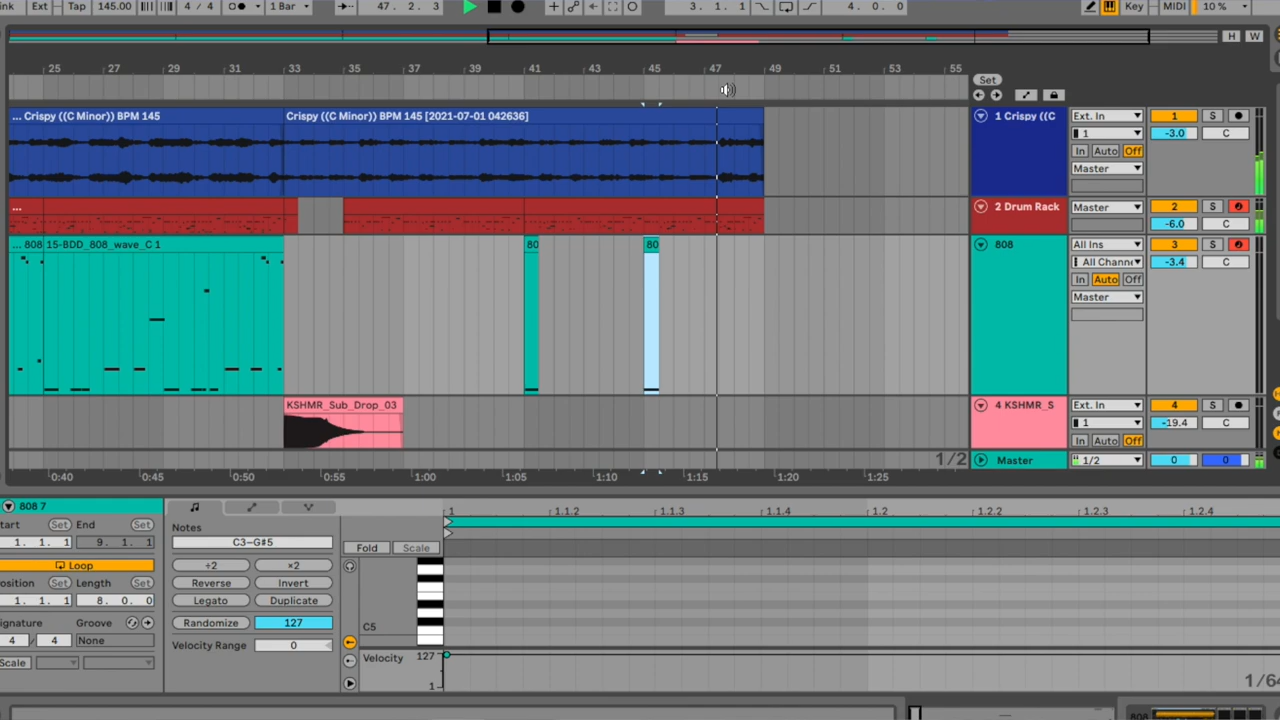 ink Ext Tap 145.00 4 / 4 1 Bar 47. 2. 3 3. 1. 1 4. 0. 0 Key MIDI 10 %
H W
25 27 29 31 33 35 37 39 41 43 45 47 49 51 53 55
Set
... Crispy ((C Minor)) BPM 145 Crispy ((C Minor)) BPM 145 [2021-07-01 042636] 1 Crispy ((C Ext. In 1 S
1 -3.0 C
In Auto Off
Master
... 2 Drum Rack Master 2 S
-6.0 C
... 808 15-BDD_808_wave_C 1 80 80 808 All Ins 3 S
All Chann -3.4 C
In Auto Off
Master
KSHMR_Sub_Drop_03 4 KSHMR_S Ext. In 4 S
1 -19.4 C
In Auto Off
1/2 Master 1/2 0 0
0:40 0:45 0:50 0:55 1:00 1:05 1:10 1:15 1:20 1:25
808 7
tart Set End Set
1. 1. 1 9. 1. 1
Loop
osition Set Length Set
1. 1. 1 8. 0. 0
ignature Groove
4 / 4 None
Scale
Notes
C3–G#5
÷2 ×2
Reverse Invert
Legato Duplicate
Randomize 127
Velocity Range 0
1 1.1.2 1.1.3 1.1.4 1.2 1.2.2 1.2.3 1.2.4
Fold Scale
C5
Velocity 127
1
1/64
808